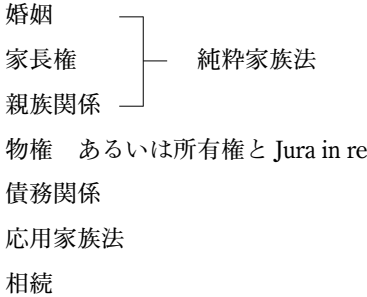 婚姻
家長権　純粋家族法
親族関係
物権　あるいは所有権と Jura in re
債務関係
応用家族法
相続